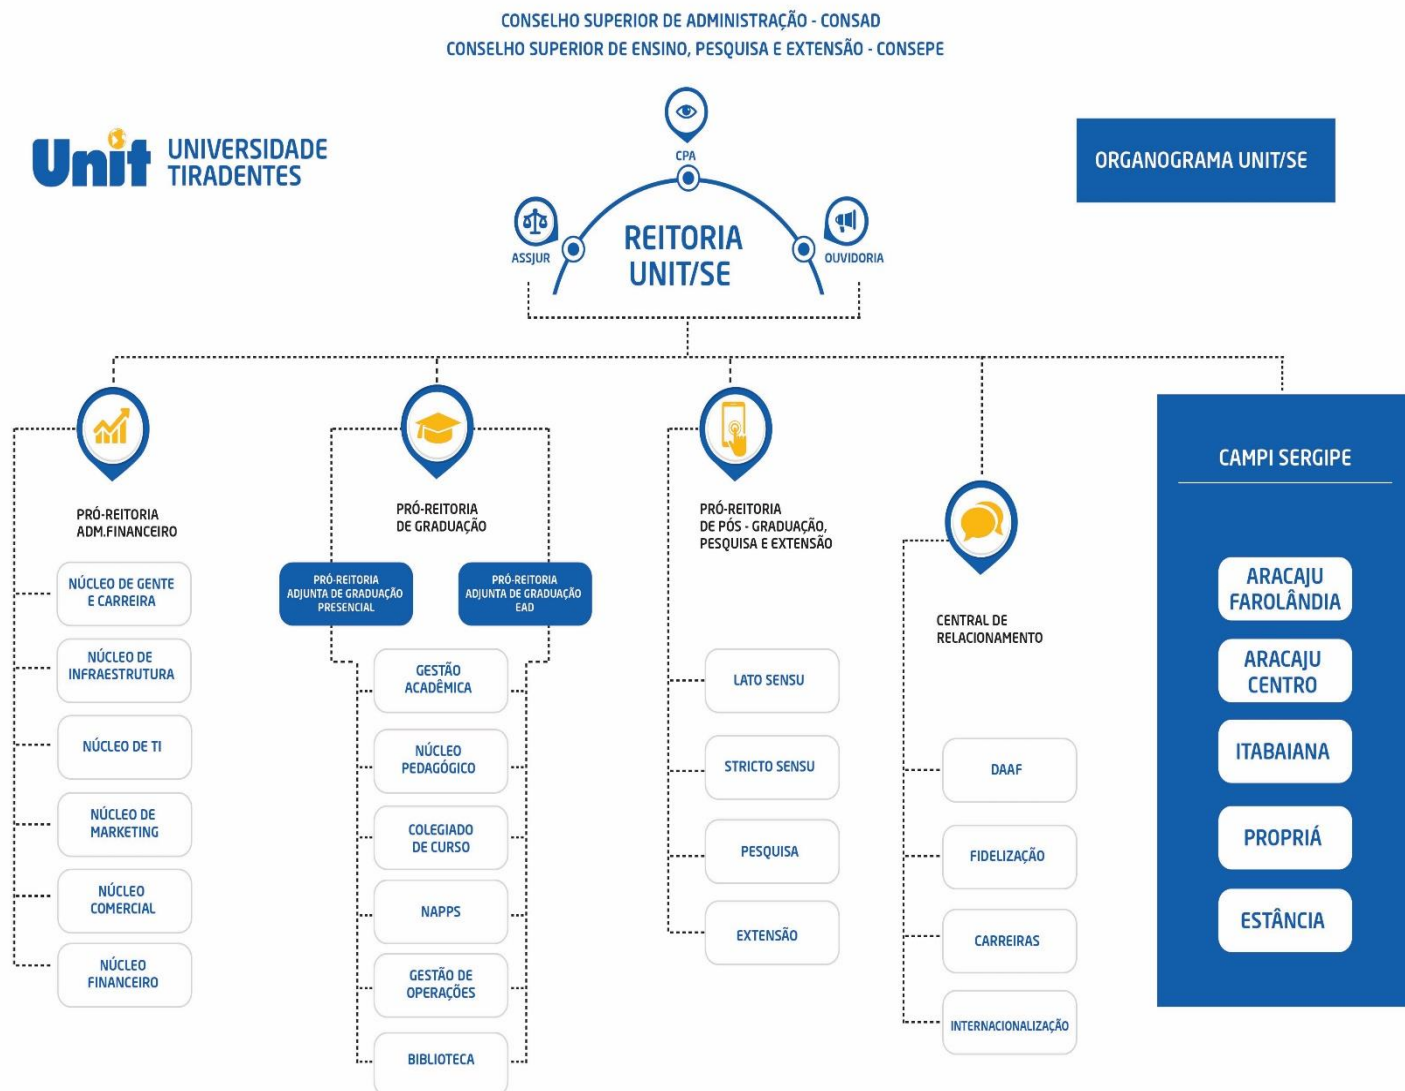 CONSELHO SUPERIOR DE ADMINISTRAÇÃO - CONSAD
CONSELHO SUPERIOR DE ENSINO, PESQUISA E EXTENSÃO - CONSEPE
Unit
UNIVERSIDADE
TIRADENTES
CPA
ORGANOGRAMA UNIT/SE
ASSJUR
REITORIA
UNIT/SE
OUVIDORIA
PRÓ-REITORIA
ADM.FINANCEIRO
NÚCLEO DE GENTE
E CARREIRA
NÚCLEO DE
INFRAESTRUTURA
NÚCLEO DE TI
NÚCLEO DE
MARKETING
NÚCLEO
COMERCIAL
NÚCLEO
FINANCEIRO
PRÓ-REITORIA
DE GRADUAÇÃO
PRÓ-REITORIA
ADJUNTA DE GRADUAÇÃO
PRESENCIAL
PRÓ-REITORIA
ADJUNTA DE GRADUAÇÃO
EAD
GESTÃO
ACADÊMICA
NÚCLEO
PEDAGÓGICO
COLEGIADO
DE CURSO
NAPPS
GESTÃO DE
OPERAÇÕES
BIBLIOTECA
PRÓ-REITORIA
DE PÓS - GRADUAÇÃO,
PESQUISA E EXTENSÃO
LATO SENSU
STRICTO SENSU
PESQUISA
EXTENSÃO
CENTRAL DE
RELACIONAMENTO
DAAF
FIDELIZAÇÃO
CARREIRAS
INTERNACIONALIZAÇÃO
CAMPI SERGIPE
ARACAJU
FAROLÂNDIA
ARACAJU
CENTRO
ITABAIANA
PROPRIÁ
ESTÂNCIA